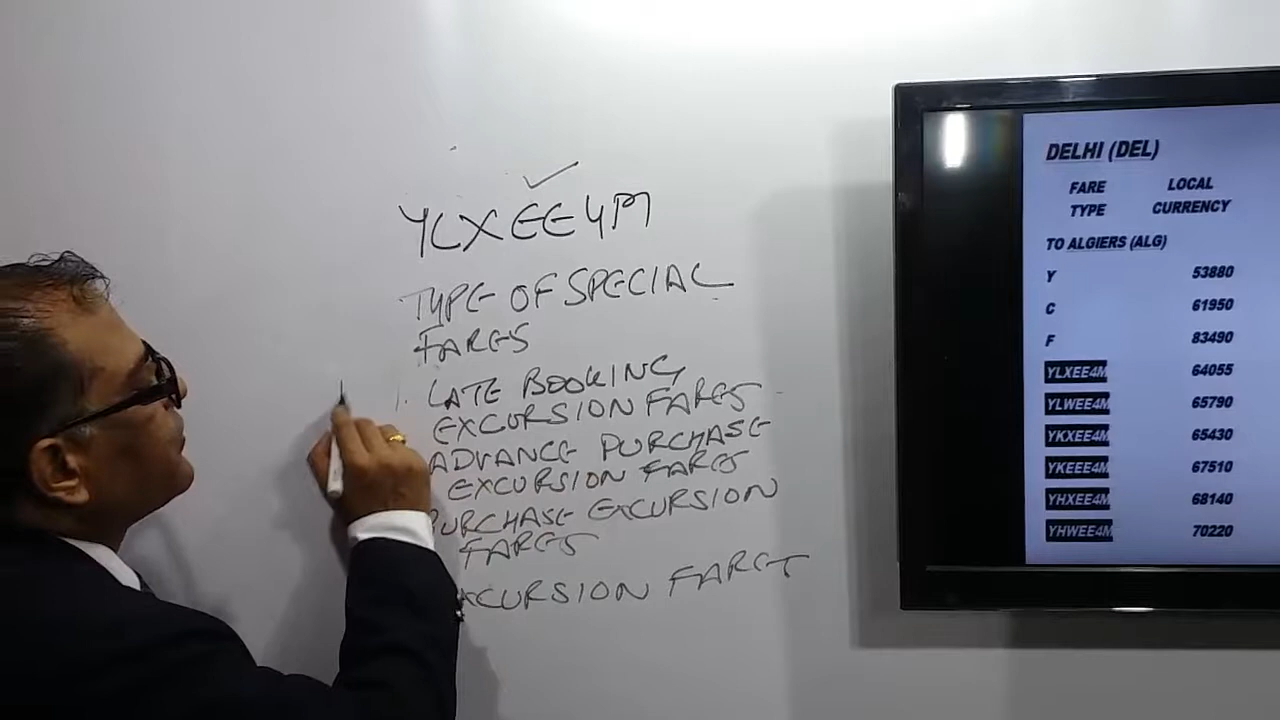 YLXEE4M
TYPE OF SPECIAL
FARES
1. LATE BOOKING
EXCURSION FARES
ADVANCE PURCHASE
EXCURSION FARES
PURCHASE EXCURSION
FARES
EXCURSION FARES
DELHI (DEL)
FARE LOCAL
TYPE CURRENCY
TO ALGIERS (ALG)
Y 53880
C 61950
F 83490
YLXEE4M 64055
YLWEE4M 65790
YKXEE4M 65430
YKEEE4M 67510
YHXEE4M 68140
YHWEE4M 70220